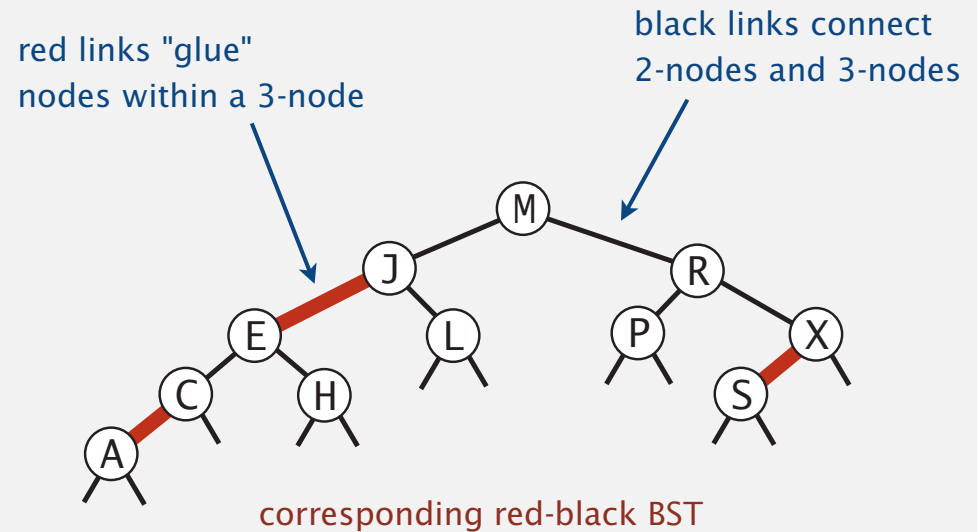 red links "glue"
nodes within a 3-node
black links connect
2-nodes and 3-nodes
M
J
R
E
L
P
X
C
H
S
A
corresponding red-black BST